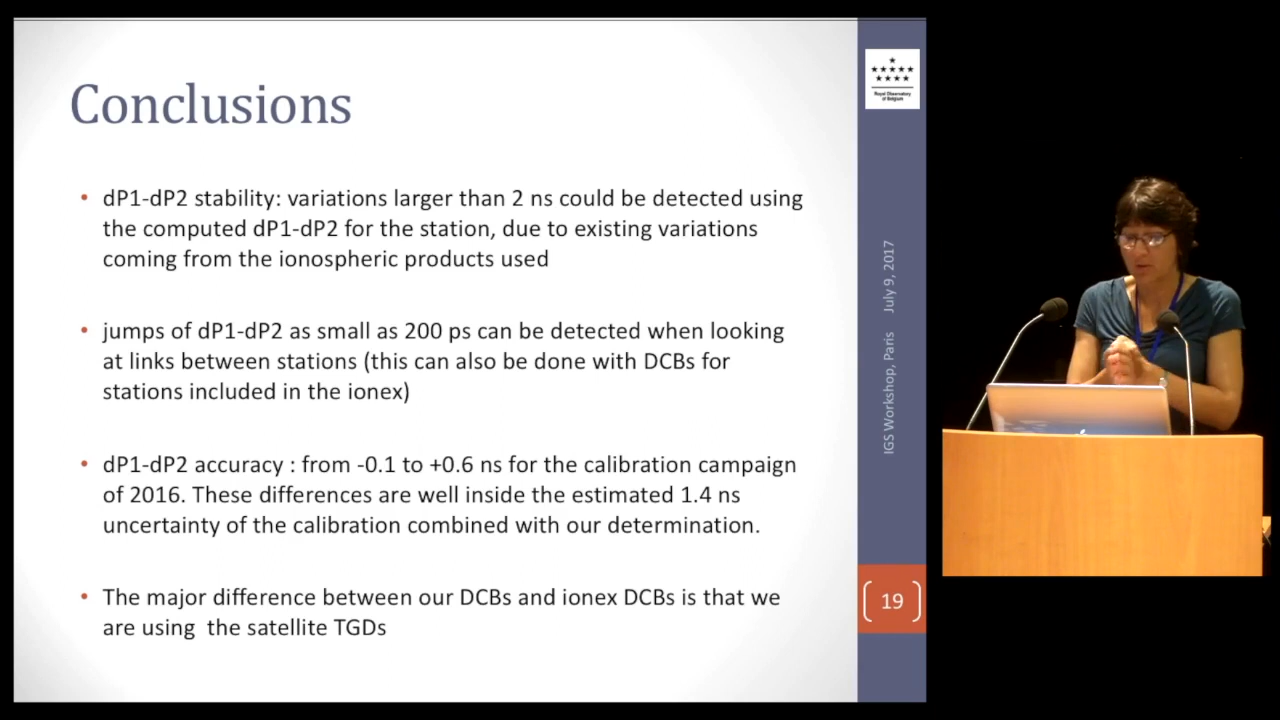 Conclusions
• dP1-dP2 stability: variations larger than 2 ns could be detected using
the computed dP1-dP2 for the station, due to existing variations
coming from the ionospheric products used
• jumps of dP1-dP2 as small as 200 ps can be detected when looking
at links between stations (this can also be done with DCBs for
stations included in the ionex)
• dP1-dP2 accuracy : from -0.1 to +0.6 ns for the calibration campaign
of 2016. These differences are well inside the estimated 1.4 ns
uncertainty of the calibration combined with our determination.
• The major difference between our DCBs and ionex DCBs is that we
are using  the satellite TGDs
Royal Observatory
of Belgium
IGS Workshop, Paris July 9, 2017
19